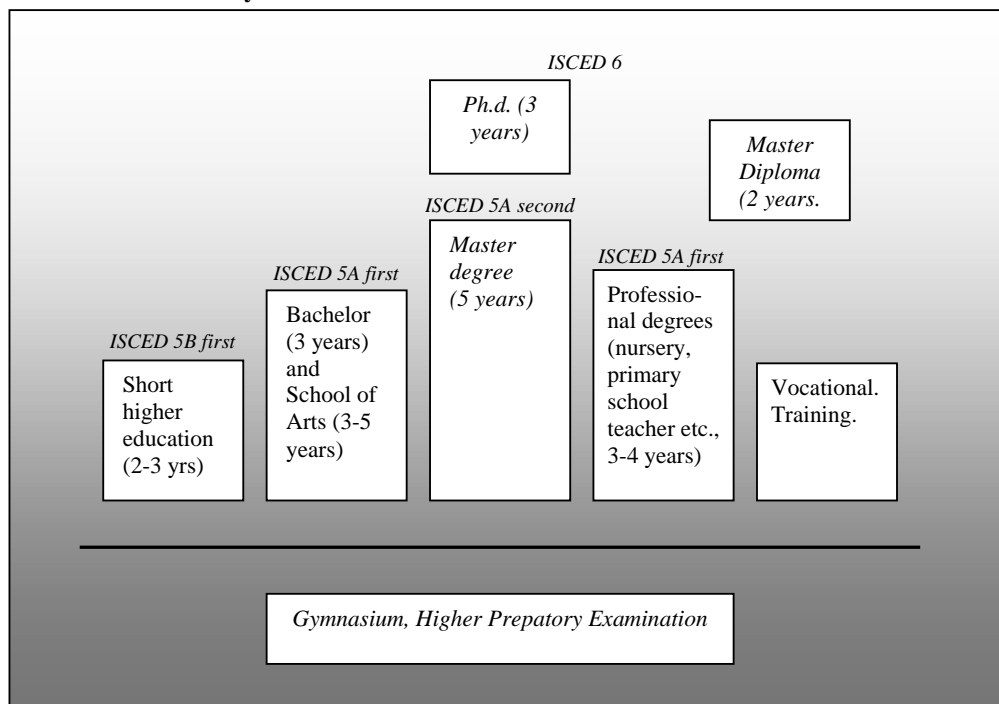 ISCED 6
Ph.d. (3
years)
Master
Diploma
(2 years.
ISCED 5A second
Master
degree
(5 years)
ISCED 5A first
Professio-
nal degrees
(nursery,
primary
school
teacher etc.,
3-4 years)
ISCED 5A first
Bachelor
(3 years)
and
School of
Arts (3-5
years)
ISCED 5B first
Short
higher
education
(2-3 yrs)
Vocational.
Training.
Gymnasium, Higher Prepatory Examination